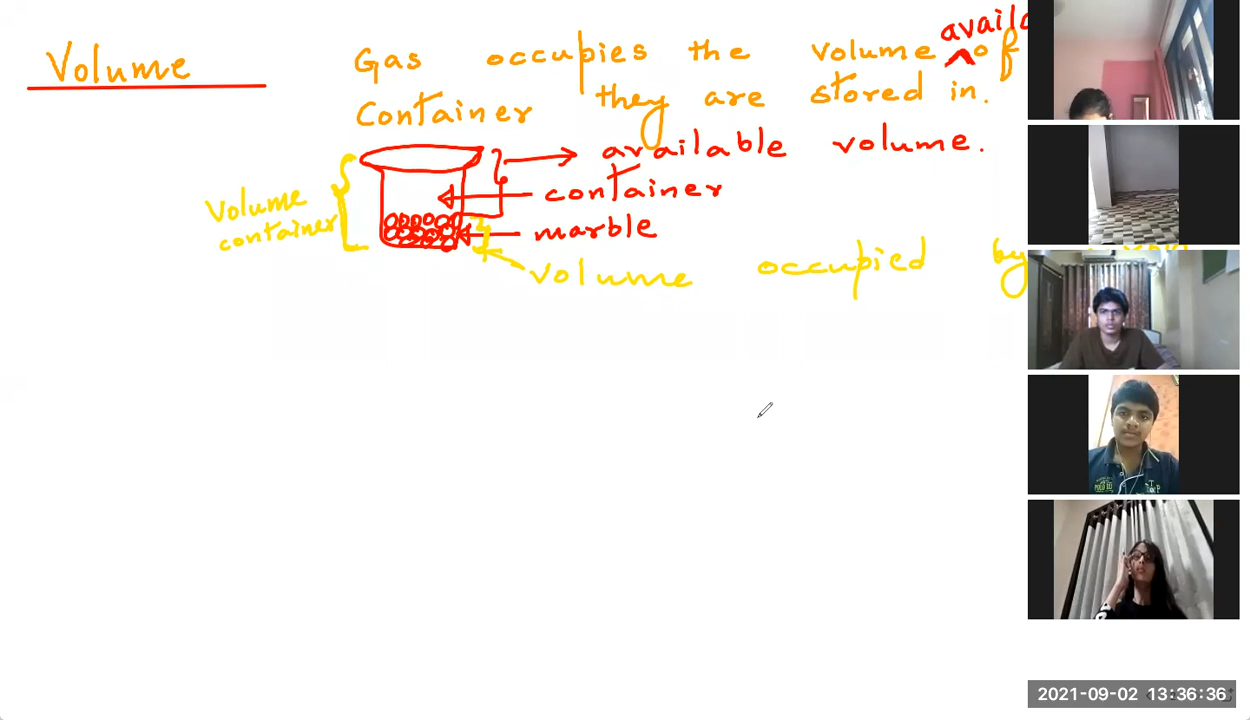 Volume
Gas occupies the volume of
availa
Container they are stored in.
available volume.
container
Volume
container
marble
volume occupied by
2021-09-02 13:36:36